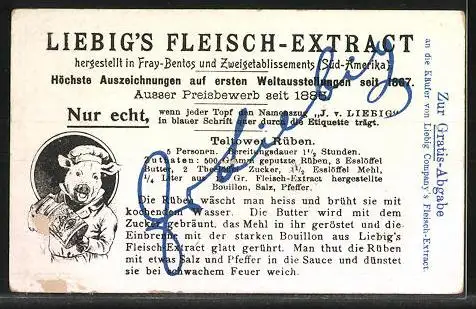 LIEBIG'S FLEISCH-EXTRACT
hergestellt in Fray-Bentos und Zweigetablissements (Süd-Amerika)
Höchste Auszeichnungen auf ersten Weltausstellungen seit 1867.
Ausser Preisbewerb seit 1885.
Nur echt, wenn jeder Topf den Namenszug „J. v. LIEBIG"
in blauer Schrift quer durch die Etiquette trägt.
Teltower Rüben.
5 Personen. Bereitungsdauer 1½ Stunden.
Zuthaten: 500 Gramm geputzte Rüben, 3 Esslöffel
Butter, 2 Zucker, Esslöffel Mehl,
¼ Liter aus Gr. Fleisch-Extract hergestellte
Bouillon, Salz, Pfeffer.
Die Rüben wäscht man heiss und brüht sie mit
kochendem Wasser. Die Butter wird mit dem
Zucker gebräunt, das Mehl in ihr geröstet und die
Einbrenne mit der starken Bouillon aus Liebig's
Fleisch-Extract glatt gerührt. Man thut die Rüben
mit etwas Salz und Pfeffer in die Sauce und dünstet
sie bei schwachem Feuer weich.
Zur Gratis-Abgabe
an die Käufer von Liebig Company's Fleisch-Extract.
J v Liebig